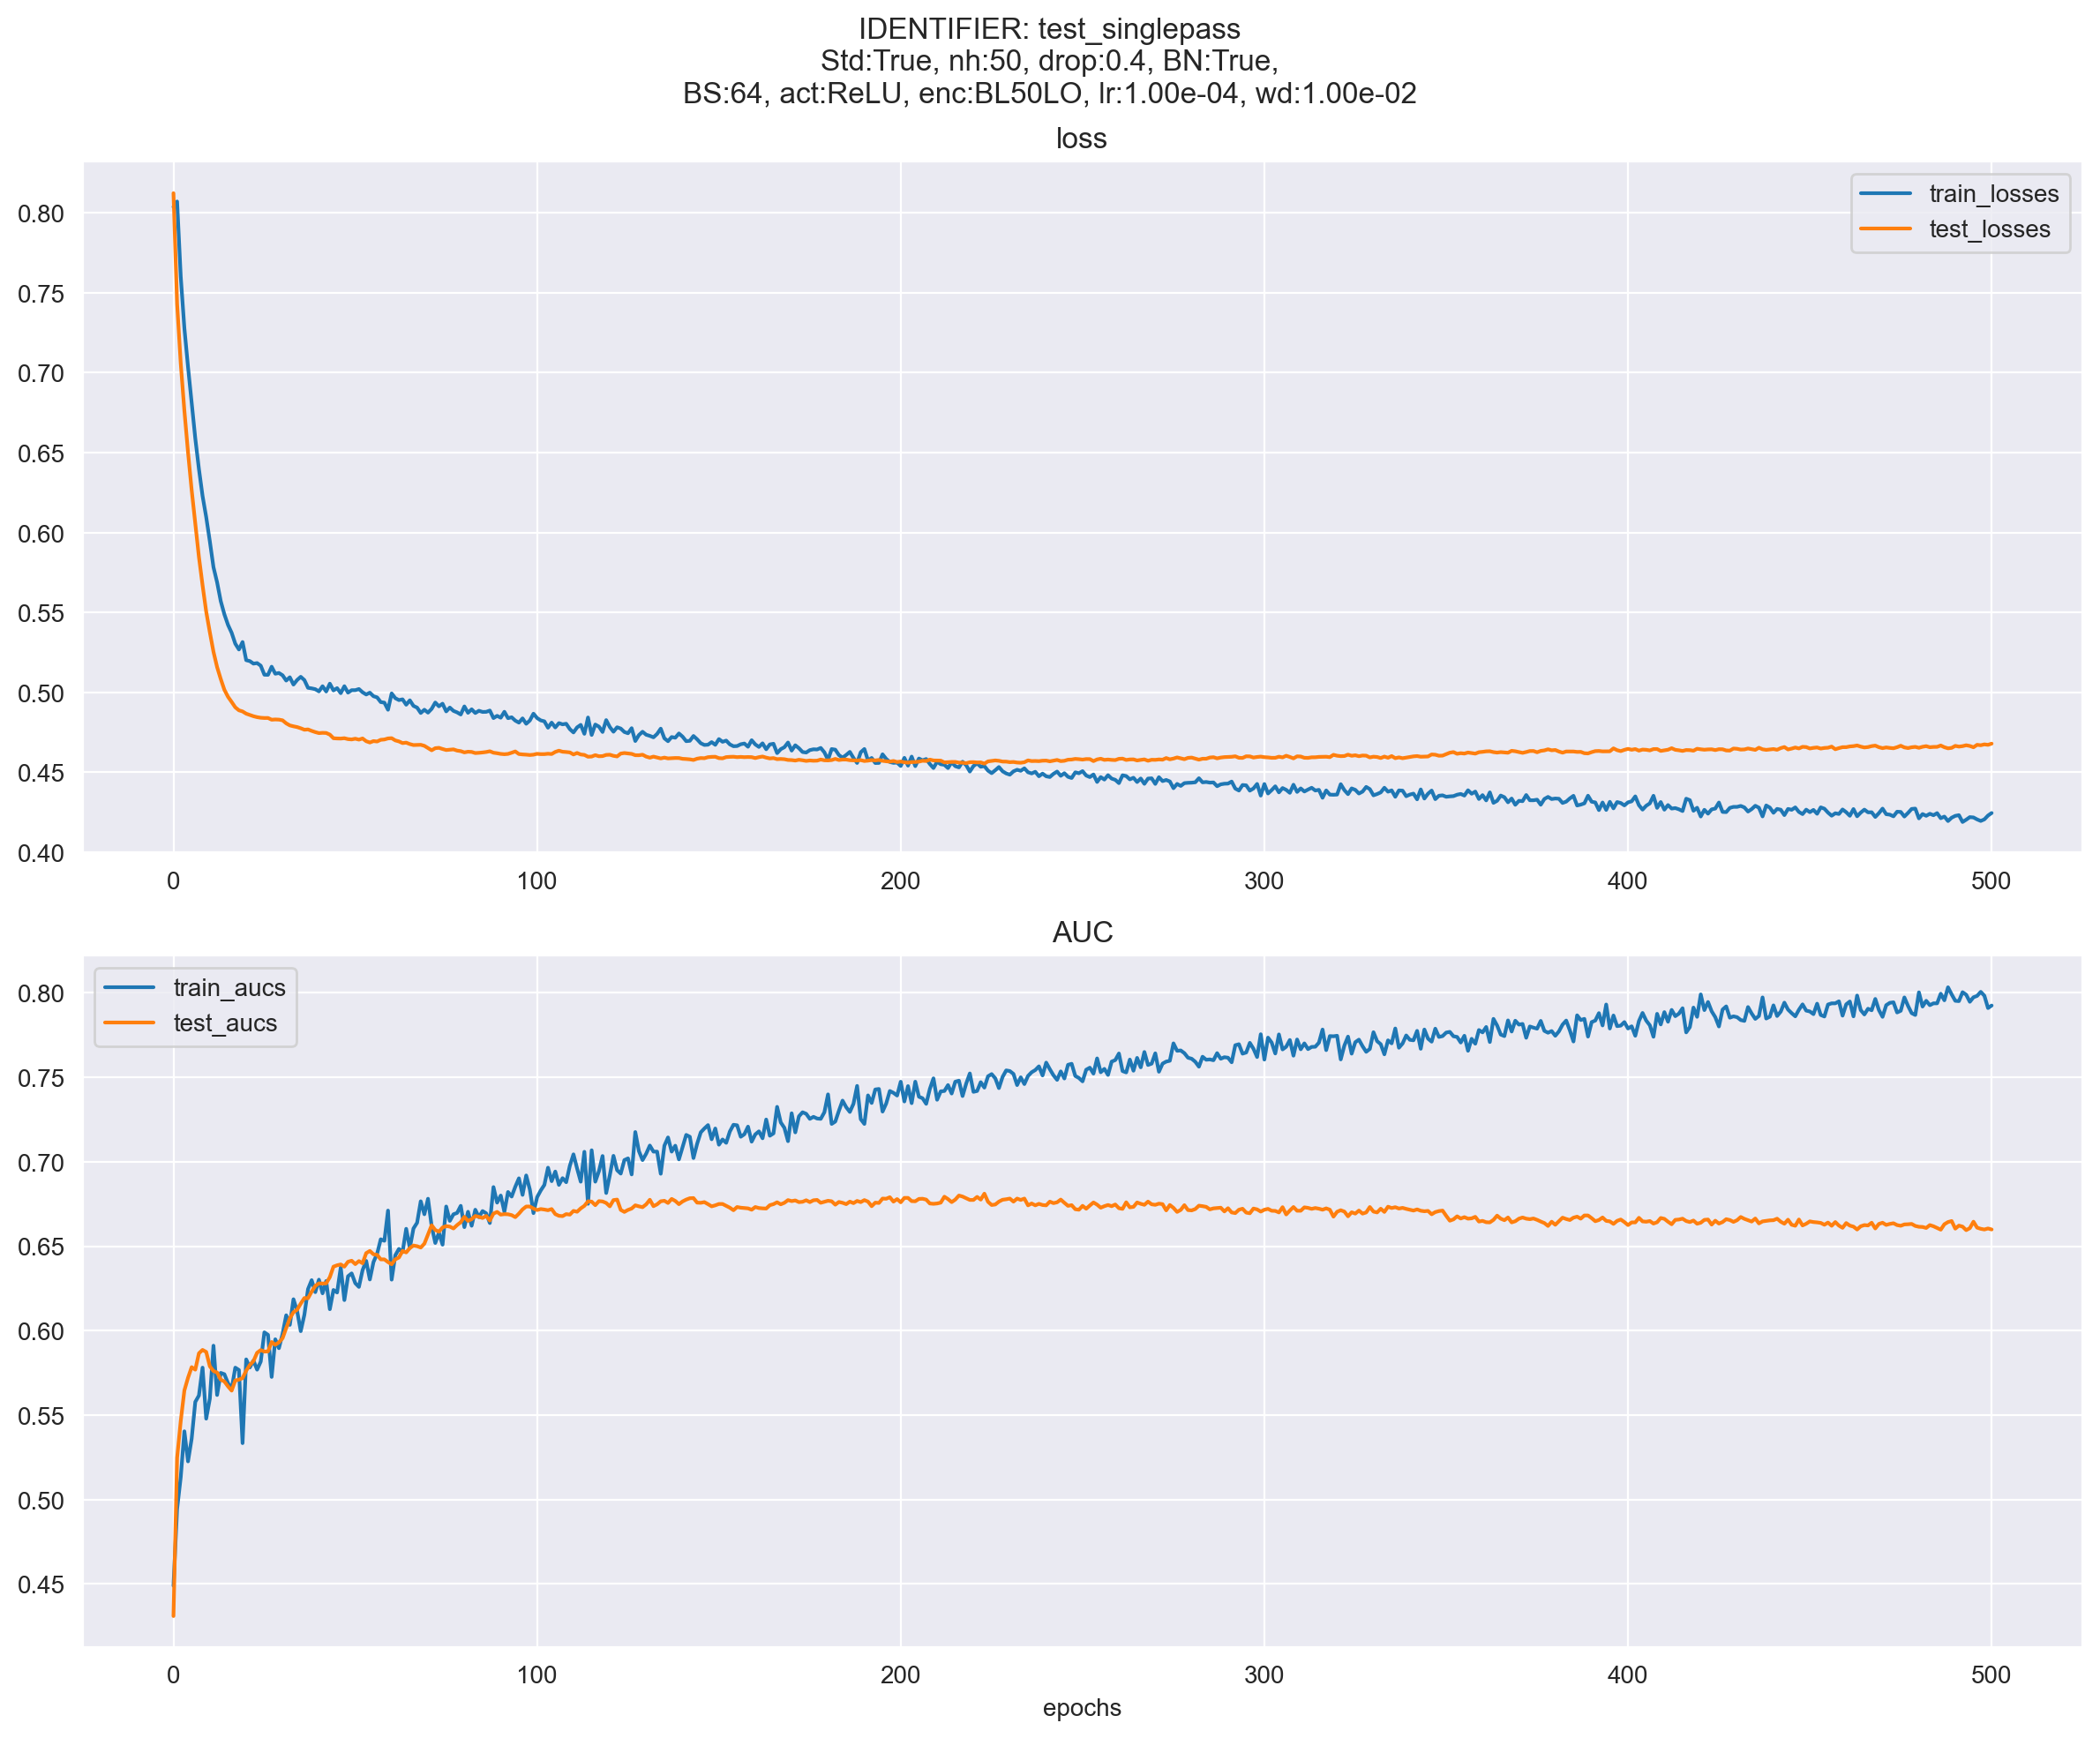 IDENTIFIER: test_singlepass
Std:True, nh:50, drop:0.4, BN:True,
BS:64, act:ReLU, enc:BL50LO, lr:1.00e-04, wd:1.00e-02
loss
train_losses
test_losses
0.80
0.75
0.70
0.65
0.60
0.55
0.50
0.45
0.40
0 100 200 300 400 500
AUC
train_aucs
test_aucs
0.80
0.75
0.70
0.65
0.60
0.55
0.50
0.45
0 100 200 300 400 500
epochs